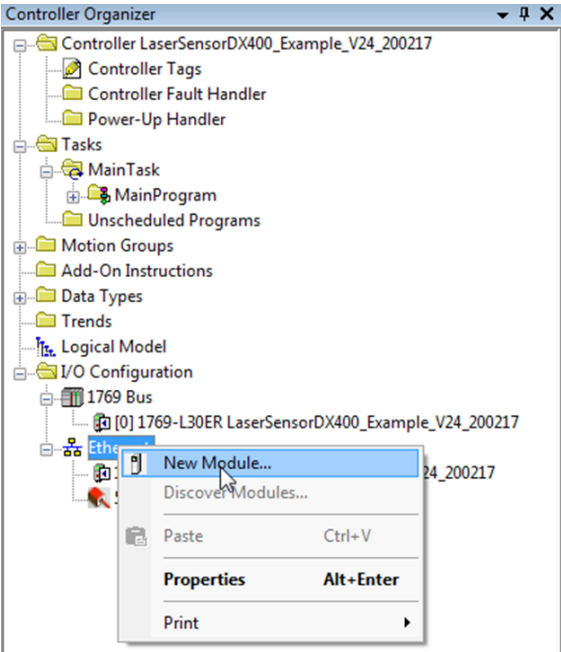 Controller Organizer
Controller LaserSensorDX400_Example_V24_200217
Controller Tags
Controller Fault Handler
Power-Up Handler
Tasks
MainTask
MainProgram
Unscheduled Programs
Motion Groups
Add-On Instructions
Data Types
Trends
Logical Model
I/O Configuration
1769 Bus
[0] 1769-L30ER LaserSensorDX400_Example_V24_200217
New Module...
24_200217
Discover Modules...
Paste Ctrl+V
Properties Alt+Enter
Print